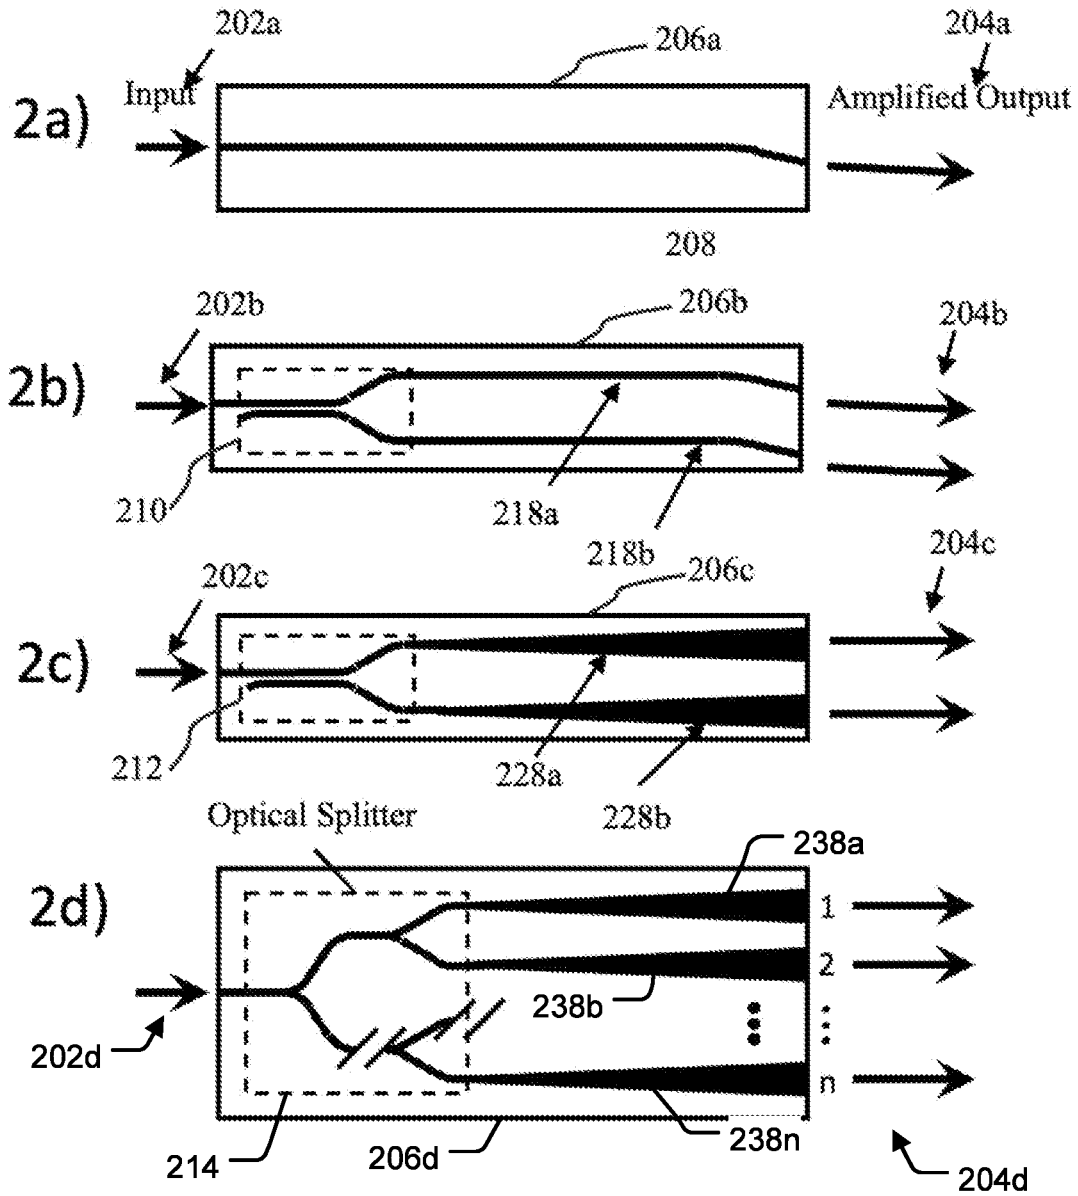 202a
206a
204a
Input
Amplified Output
2a)
208
202b
206b
204b
2b)
210
218a
218b
204c
202c
206c
2c)
212
228a
228b
Optical Splitter
238a
2d)
1
2
238b
202d
n
238n
214
206d
204d